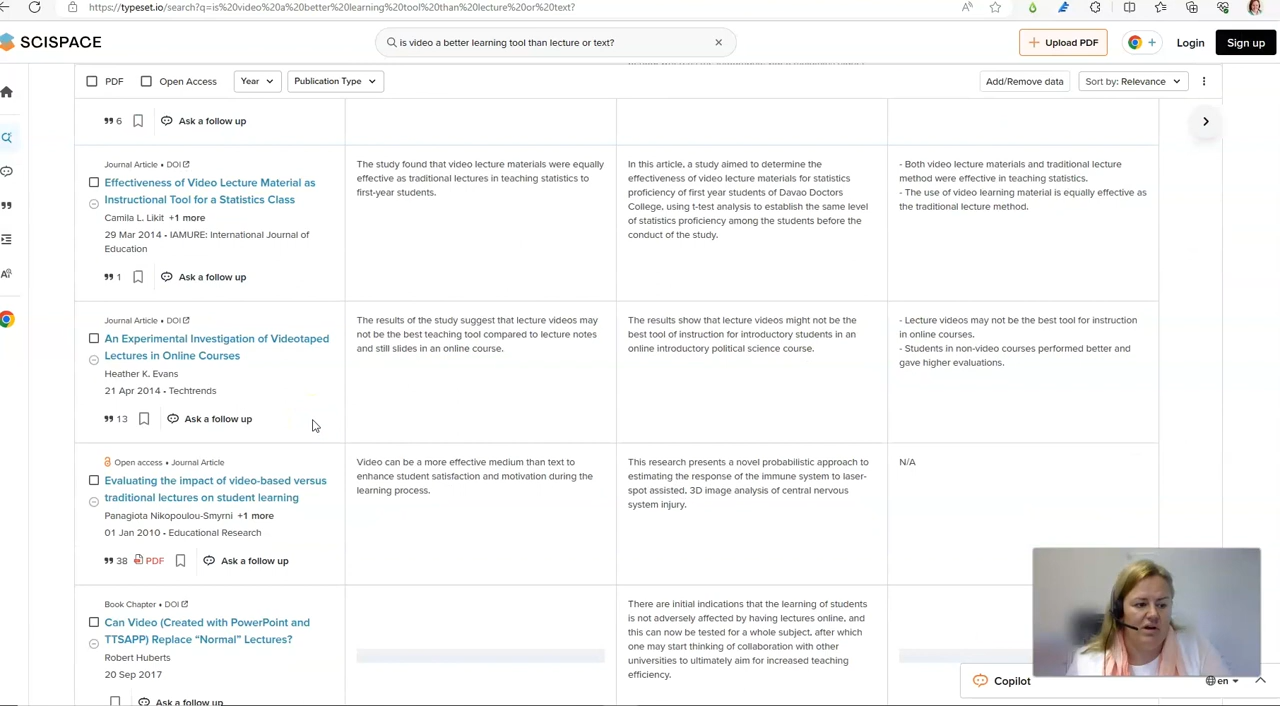 https://typeset.io/search?q=is%20video%20a%20better%20learning%20tool%20than%20lecture%20or%20text?
SCISPACE
is video a better learning tool than lecture or text?
Upload PDF
Login
Sign up
PDF
Open Access
Year
Publication Type
Add/Remove data
Sort by: Relevance
6
Ask a follow up
Journal Article • DOI
Effectiveness of Video Lecture Material as
Instructional Tool for a Statistics Class
Camila L. Likit +1 more
29 Mar 2014 - IAMURE: International Journal of
Education
1
Ask a follow up
The study found that video lecture materials were equally
effective as traditional lectures in teaching statistics to
first-year students.
In this article, a study aimed to determine the
effectiveness of video lecture materials for statistics
proficiency of first year students of Davao Doctors
College, using t-test analysis to establish the same level
of statistics proficiency among the students before the
conduct of the study.
- Both video lecture materials and traditional lecture
method were effective in teaching statistics.
- The use of video learning material is equally effective as
the traditional lecture method.
Journal Article • DOI
An Experimental Investigation of Videotaped
Lectures in Online Courses
Heather K. Evans
21 Apr 2014 - Techtrends
13
Ask a follow up
The results of the study suggest that lecture videos may
not be the best teaching tool compared to lecture notes
and still slides in an online course.
The results show that lecture videos might not be the
best tool of instruction for introductory students in an
online introductory political science course.
- Lecture videos may not be the best tool for instruction
in online courses.
- Students in non-video courses performed better and
gave higher evaluations.
Open access • Journal Article
Evaluating the impact of video-based versus
traditional lectures on student learning
Panagiota Nikopoulou-Smyrni +1 more
01 Jan 2010 - Educational Research
38
PDF
Ask a follow up
Video can be a more effective medium than text to
enhance student satisfaction and motivation during the
learning process.
This research presents a novel probabilistic approach to
estimating the response of the immune system to laser-
spot assisted, 3D image analysis of central nervous
system injury.
N/A
Book Chapter • DOI
Can Video (Created with PowerPoint and
TTSAPP) Replace “Normal” Lectures?
Robert Huberts
20 Sep 2017
Ask a follow up
There are initial indications that the learning of students
is not adversely affected by having lectures online, and
this can now be tested for a whole subject, after which
one may start thinking of collaboration with other
universities to ultimately aim for increased teaching
efficiency.
Copilot
en